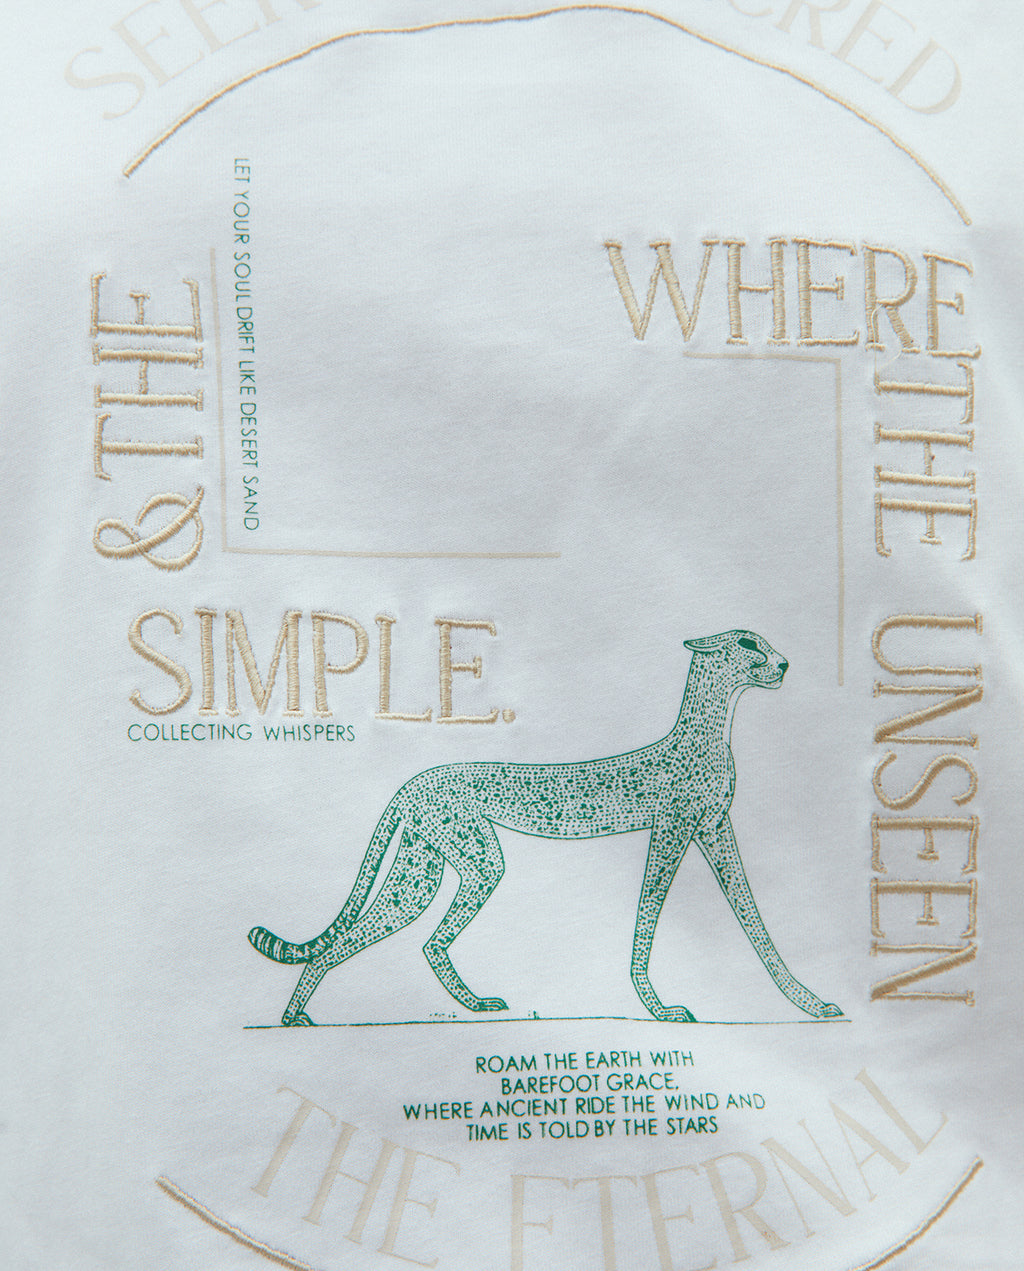 LET YOUR SOUL DRIFT LIKE DESERT SAND
WHERE
THE UNSEEN
& THE
SIMPLE.
COLLECTING WHISPERS
ROAM THE EARTH WITH
BAREFOOT GRACE.
WHERE ANCIENT RIDE THE WIND AND
TIME IS TOLD BY THE STARS
THE ETERNAL